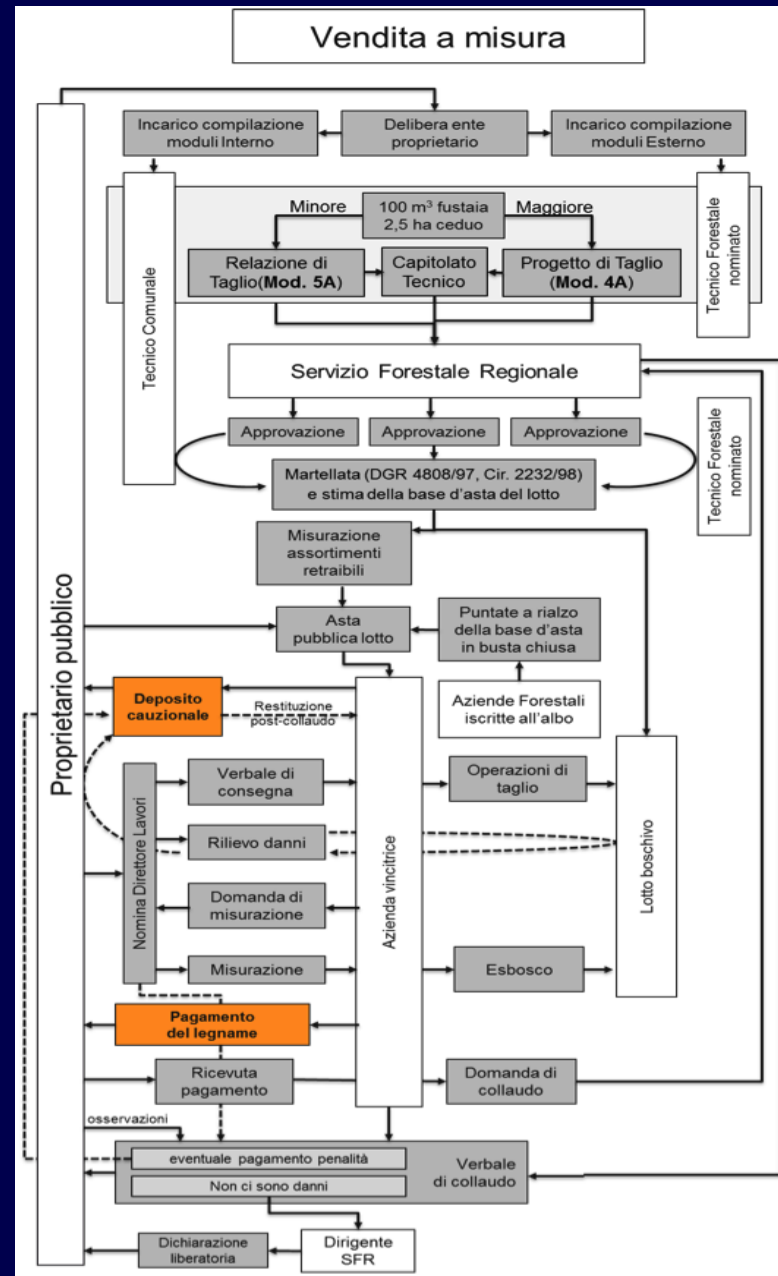 Vendita a misura
Incarico compilazione
moduli Interno
Delibera ente
proprietario
Incarico compilazione
moduli Esterno
Minore
100 m³ fustaia
2,5 ha ceduo
Maggiore
Relazione di
Taglio(Mod. 5A)
Capitolato
Tecnico
Progetto di Taglio
(Mod. 4A)
Tecnico Comunale
Tecnico Forestale
nominato
Servizio Forestale Regionale
Approvazione
Approvazione
Approvazione
Tecnico Forestale
nominato
Martellata (DGR 4808/97, Cir. 2232/98)
e stima della base d'asta del lotto
Misurazione
assortimenti
retraibili
Proprietario pubblico
Asta
pubblica lotto
Puntate a rialzo
della base d'asta
in busta chiusa
Aziende Forestali
iscritte all'albo
Deposito
cauzionale
Restituzione
post-collaudo
Nomina Direttore Lavori
Verbale di
consegna
Azienda vincitrice
Operazioni di
taglio
Lotto boschivo
Rilievo danni
Domanda di
misurazione
Misurazione
Esbosco
Pagamento
del legname
Ricevuta
pagamento
Domanda di
collaudo
osservazioni
eventuale pagamento penalità
Non ci sono danni
Verbale
di collaudo
Dichiarazione
liberatoria
Dirigente
SFR